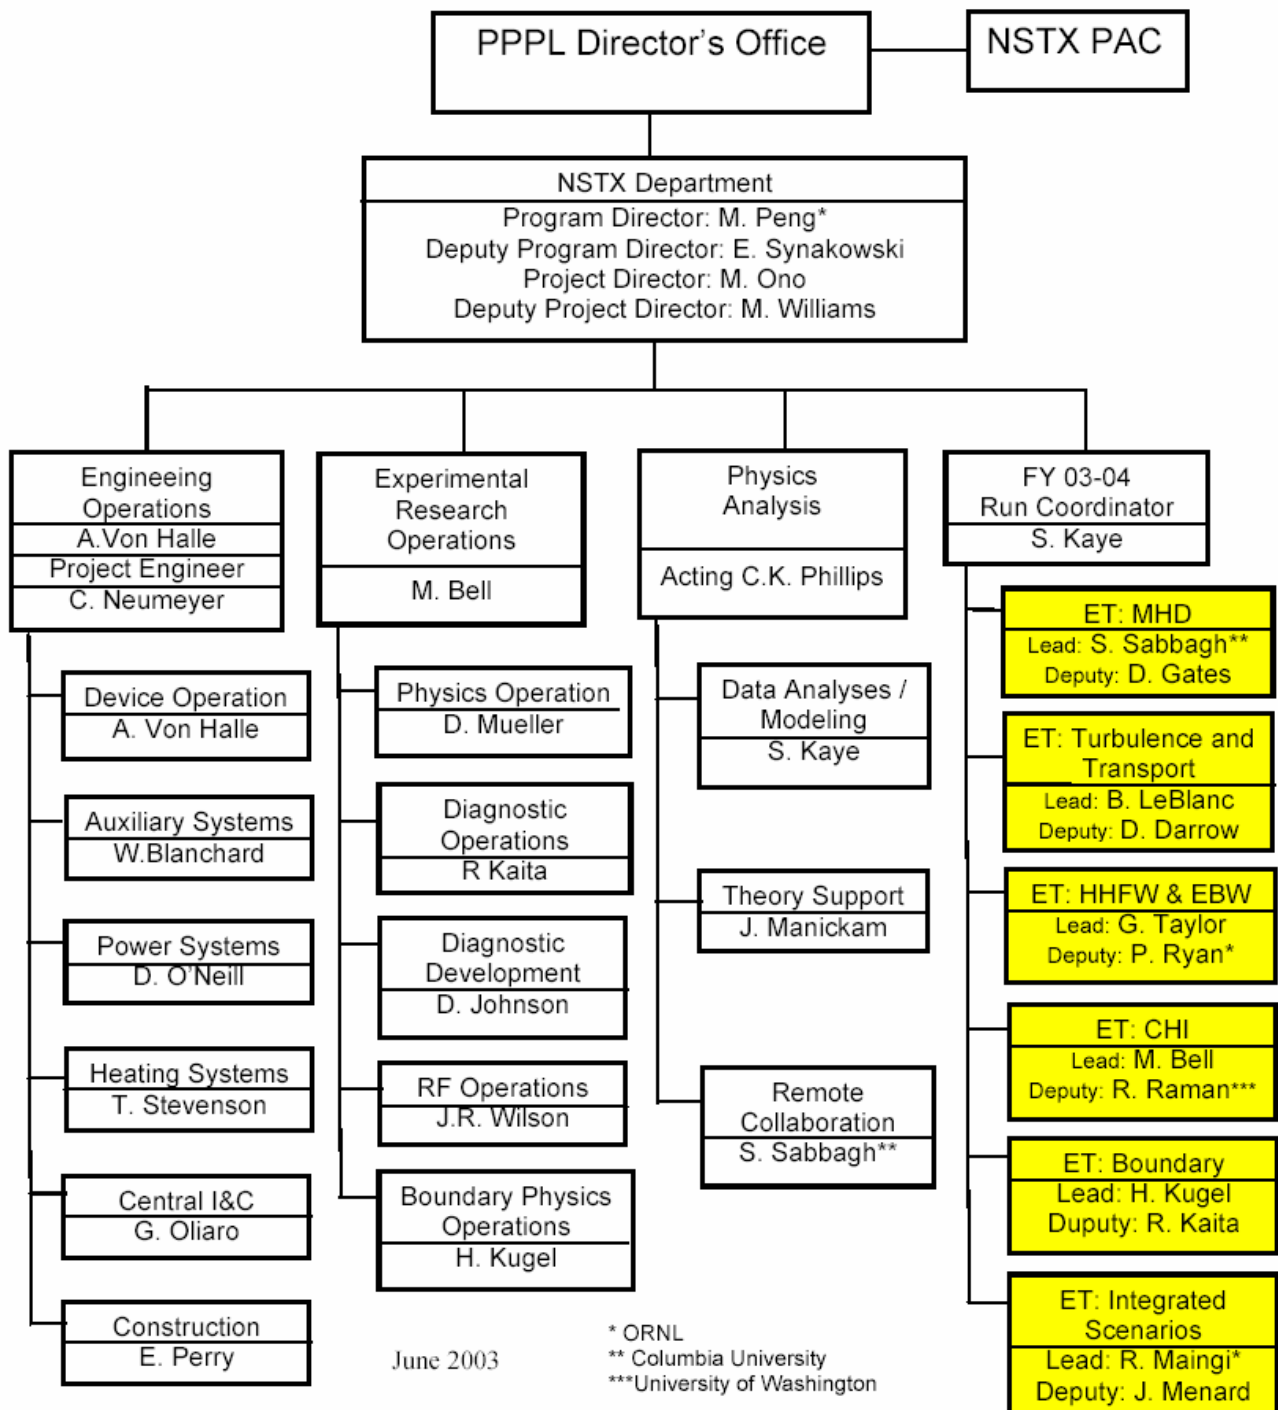 PPPL Director's Office
NSTX PAC
NSTX Department
Program Director: M. Peng*
Deputy Program Director: E. Synakowski
Project Director: M. Ono
Deputy Project Director: M. Williams
Engineeing
Operations
A.Von Halle
Project Engineer
C. Neumeyer
Device Operation
A. Von Halle
Auxiliary Systems
W.Blanchard
Power Systems
D. O'Neill
Heating Systems
T. Stevenson
Central I&C
G. Oliaro
Construction
E. Perry
Experimental
Research
Operations
M. Bell
Physics Operation
D. Mueller
Diagnostic
Operations
R Kaita
Diagnostic
Development
D. Johnson
RF Operations
J.R. Wilson
Boundary Physics
Operations
H. Kugel
Physics
Analysis
Acting C.K. Phillips
Data Analyses /
Modeling
S. Kaye
Theory Support
J. Manickam
Remote
Collaboration
S. Sabbagh**
FY 03-04
Run Coordinator
S. Kaye
ET: MHD
Lead: S. Sabbagh**
Deputy: D. Gates
ET: Turbulence and
Transport
Lead: B. LeBlanc
Deputy: D. Darrow
ET: HHFW & EBW
Lead: G. Taylor
Deputy: P. Ryan*
ET: CHI
Lead: M. Bell
Deputy: R. Raman***
ET: Boundary
Lead: H. Kugel
Duputy: R. Kaita
ET: Integrated
Scenarios
Lead: R. Maingi*
Deputy: J. Menard
June 2003
* ORNL
** Columbia University
***University of Washington